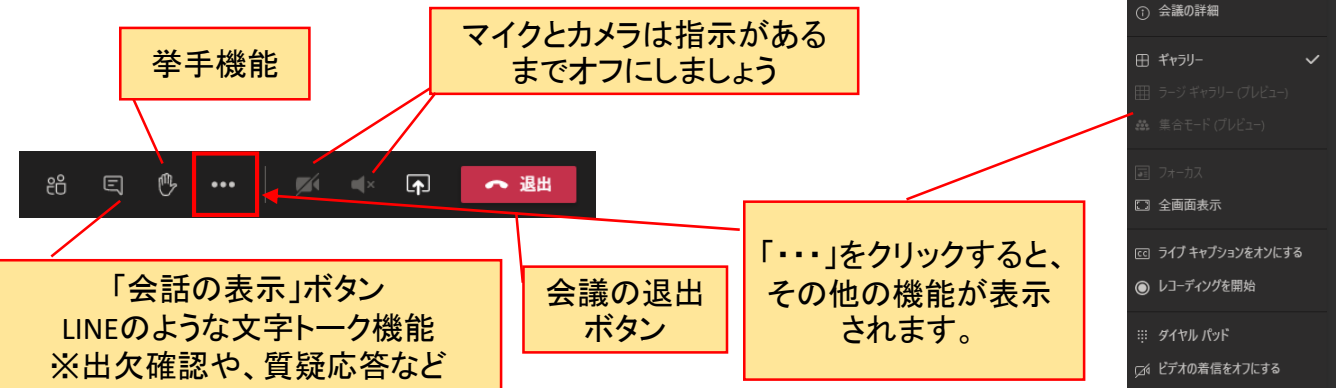 挙手機能
マイクとカメラは指示がある
までオフにしましょう
退出
「会話の表示」ボタン
LINEのような文字トーク機能
※出欠確認や、質疑応答など
会議の退出
ボタン
「・・・」をクリックすると、
その他の機能が表示
されます。
会議の詳細
ギャラリー
ラージ ギャラリー (プレビュー)
集合モード (プレビュー)
フォーカス
全画面表示
CC ライブ キャプションをオンにする
レコーディングを開始
ダイヤル パッド
ビデオの着信をオフにする